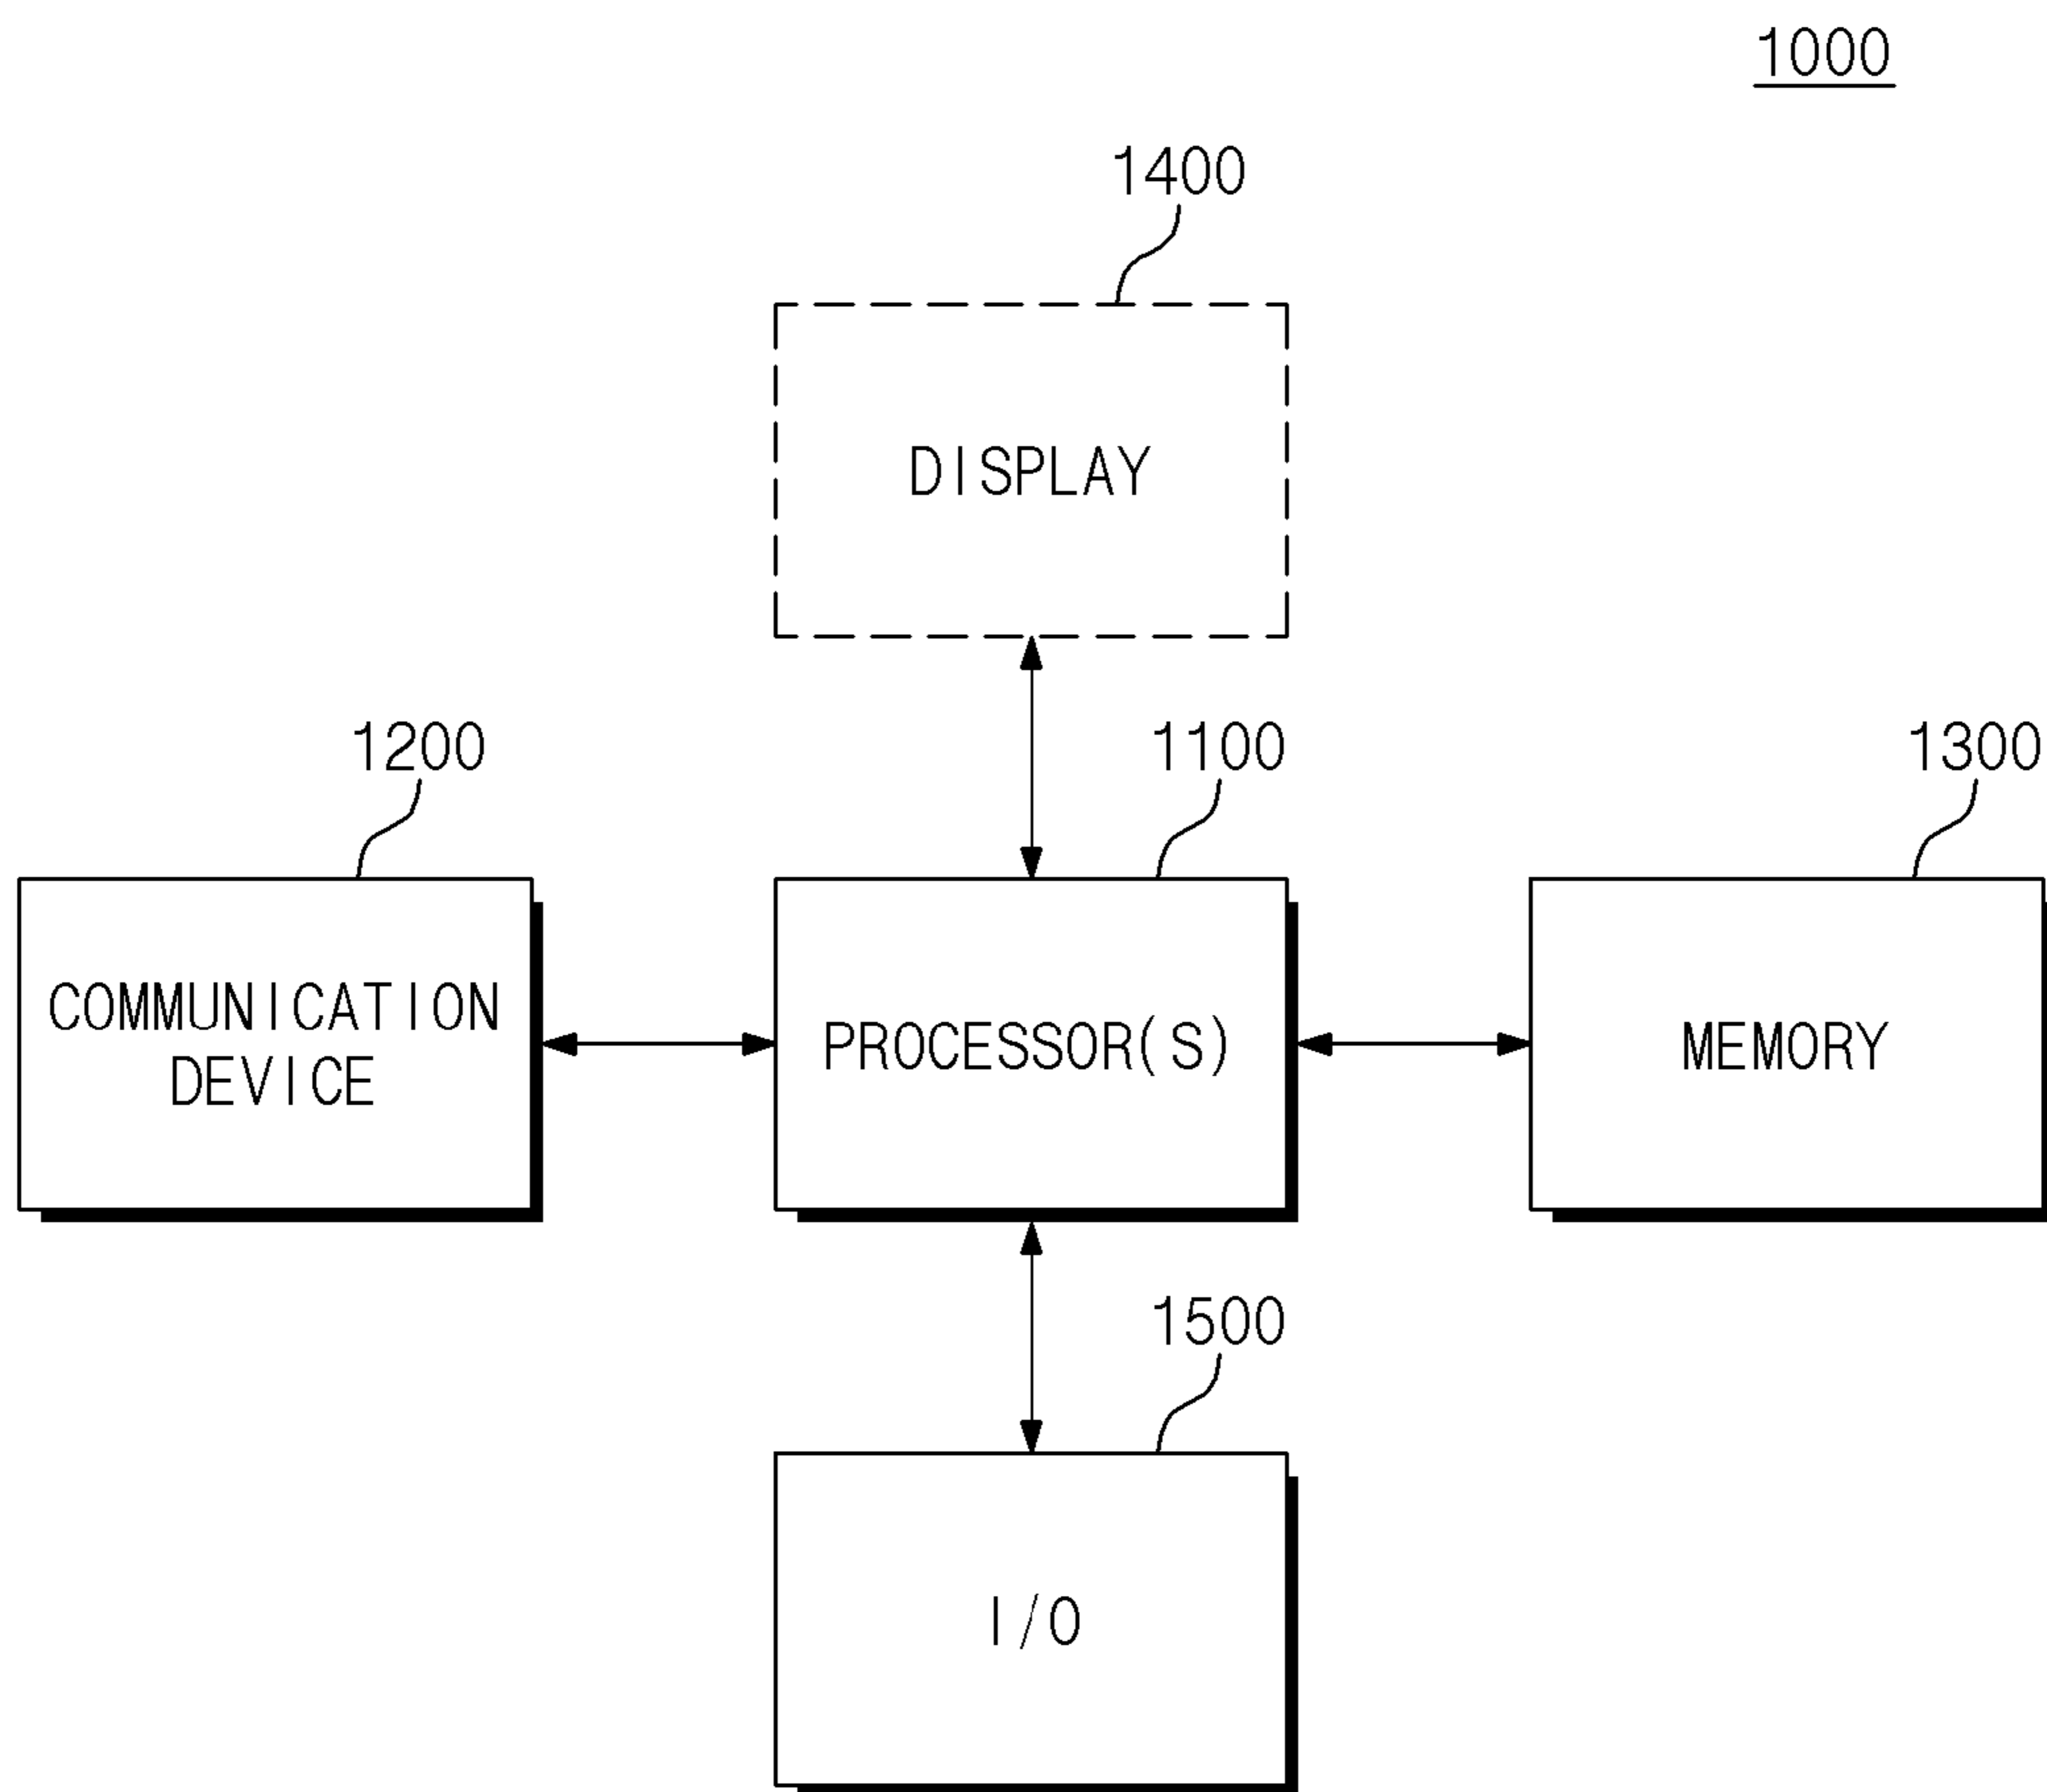 1000
1400
DISPLAY
1200
1100
1300
COMMUNICATION
DEVICE
PROCESSOR(S)
MEMORY
1500
I/O